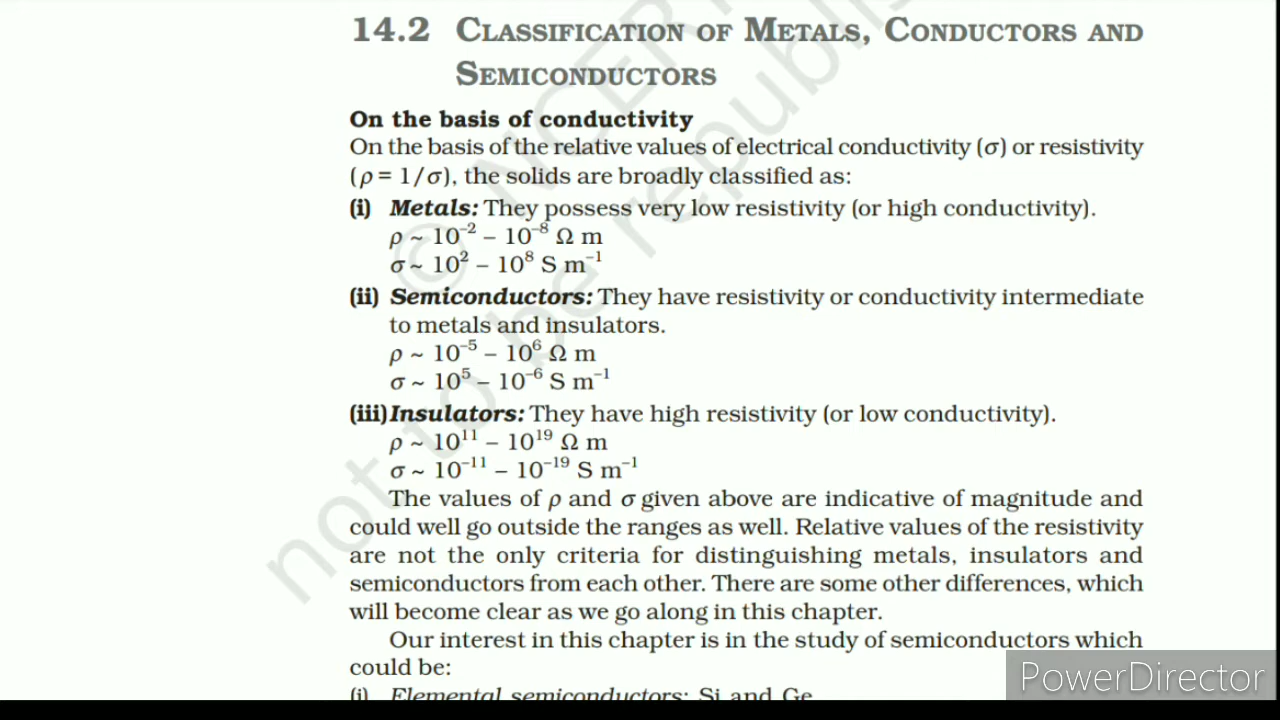 14.2 CLASSIFICATION OF METALS, CONDUCTORS AND
SEMICONDUCTORS
On the basis of conductivity
On the basis of the relative values of electrical conductivity (σ) or resistivity
(ρ = 1/σ), the solids are broadly classified as:
(i) Metals: They possess very low resistivity (or high conductivity).
ρ ~ 10⁻² – 10⁻⁸ Ω m
σ ~ 10² – 10⁸ S m⁻¹
(ii) Semiconductors: They have resistivity or conductivity intermediate
to metals and insulators.
ρ ~ 10⁻⁵ – 10⁶ Ω m
σ ~ 10⁵ – 10⁻⁶ S m⁻¹
(iii) Insulators: They have high resistivity (or low conductivity).
ρ ~ 10¹¹ – 10¹⁹ Ω m
σ ~ 10⁻¹¹ – 10⁻¹⁹ S m⁻¹
The values of ρ and σ given above are indicative of magnitude and
could well go outside the ranges as well. Relative values of the resistivity
are not the only criteria for distinguishing metals, insulators and
semiconductors from each other. There are some other differences, which
will become clear as we go along in this chapter.
Our interest in this chapter is in the study of semiconductors which
could be:
(i) Elemental semiconductors: Si and Ge
© NCER
not to be republis
PowerDirector